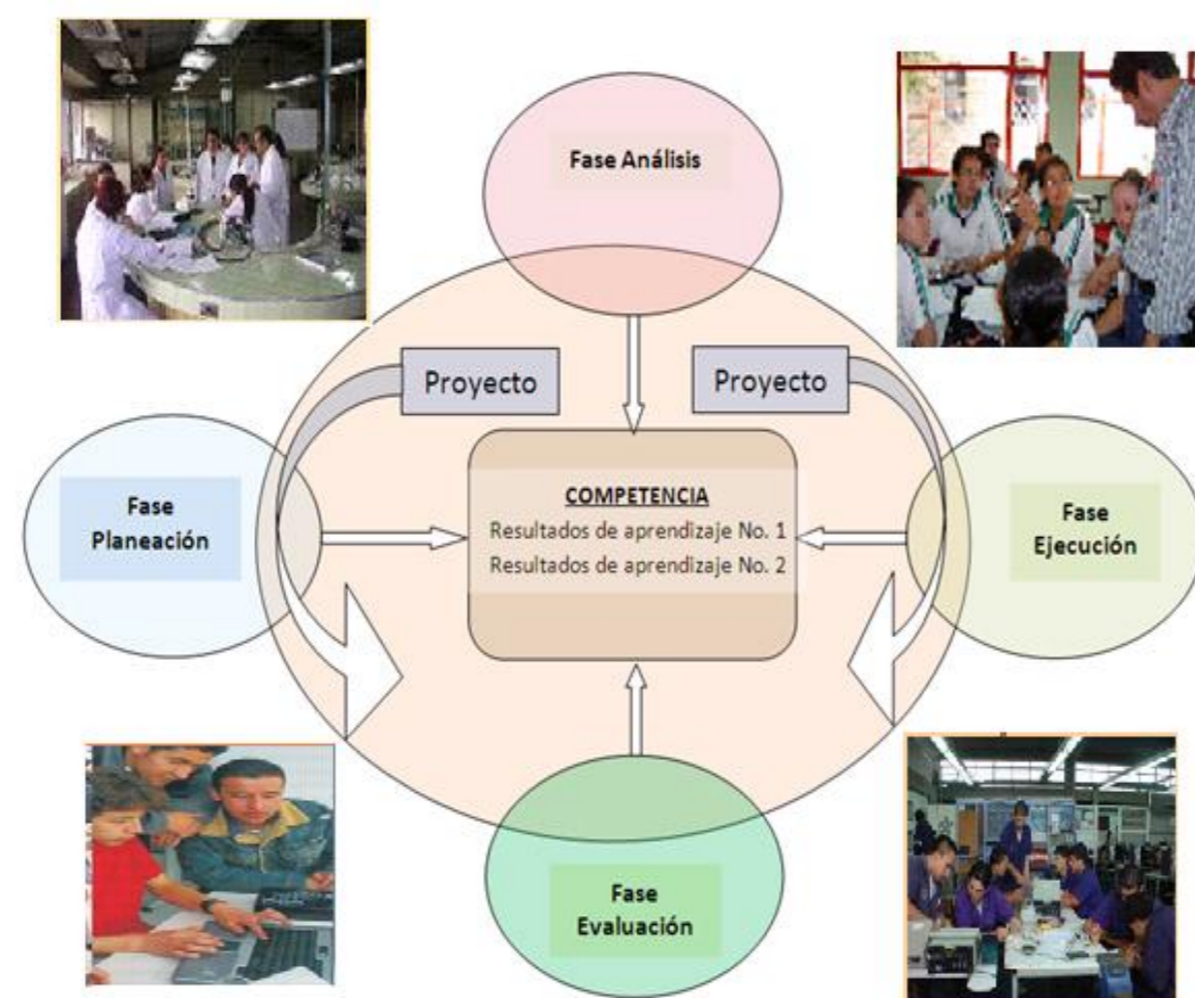 Fase Análisis
Proyecto
Proyecto
Fase
Planeación
COMPETENCIA
Resultados de aprendizaje No. 1
Resultados de aprendizaje No. 2
Fase
Ejecución
Fase
Evaluación